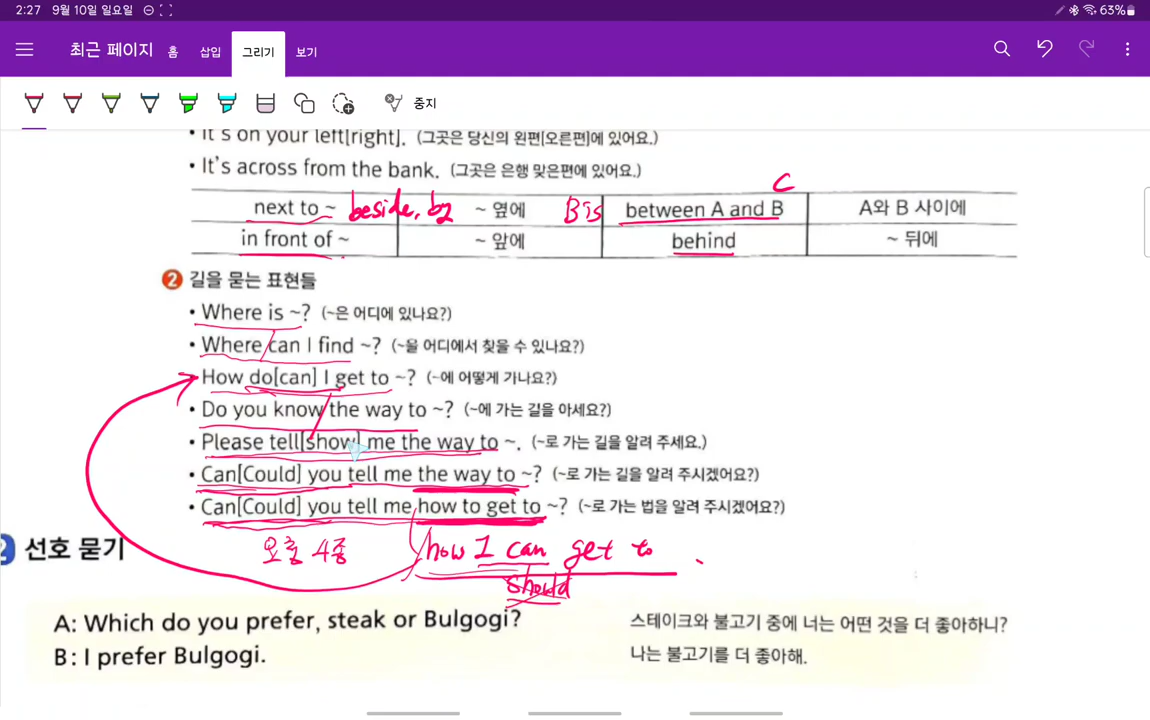 2:27 9월 10일 일요일 63%
최근 페이지 홈 삽입 그리기 보기
중지
• It's on your left[right]. (그곳은 당신의 왼편[오른편]에 있어요.)
• It's across from the bank. (그곳은 은행 맞은편에 있어요.)
C
next to ~ beside, by ~ 옆에 B is between A and B A와 B 사이에
in front of ~ ~ 앞에 behind ~ 뒤에
2 길을 묻는 표현들
• Where is ~? (~은 어디에 있나요?)
• Where can I find ~? (~을 어디에서 찾을 수 있나요?)
• How do[can] I get to ~? (~에 어떻게 가나요?)
• Do you know the way to ~? (~에 가는 길을 아세요?)
• Please tell[show] me the way to ~. (~로 가는 길을 알려 주세요.)
• Can[Could] you tell me the way to ~? (~로 가는 길을 알려 주시겠어요?)
• Can[Could] you tell me how to get to ~? (~로 가는 법을 알려 주시겠어요?)
2 선호 묻기
how I can get to
should
A: Which do you prefer, steak or Bulgogi? 스테이크와 불고기 중에 너는 어떤 것을 더 좋아하니?
B: I prefer Bulgogi. 나는 불고기를 더 좋아해.